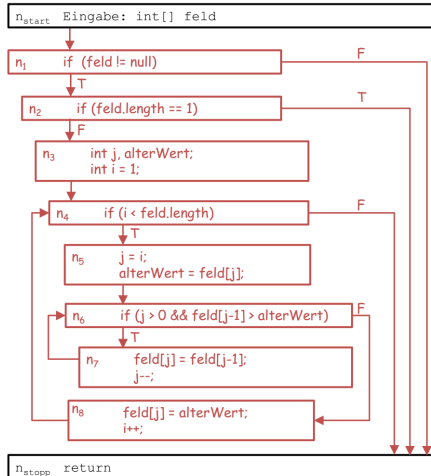 n_start Eingabe: int[] feld
n1 if (feld != null) F
T
n2 if (feld.length == 1) T
F
n3 int j, alterWert;
int i = 1;
n4 if (i < feld.length) F
T
n5 j = i;
alterWert = feld[j];
n6 if (j > 0 && feld[j-1] > alterWert) F
T
n7 feld[j] = feld[j-1];
j--;
n8 feld[j] = alterWert;
i++;
n_stopp return